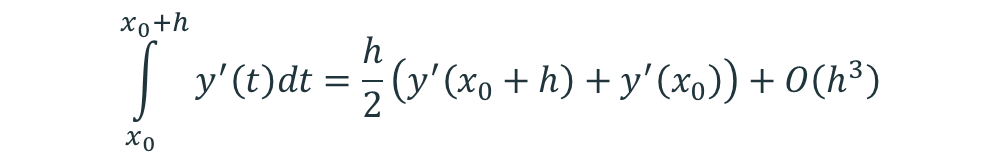 ∫_{x₀}^{x₀+h} y′(t)dt = h/2 (y′(x₀ + h) + y′(x₀)) + O(h³)